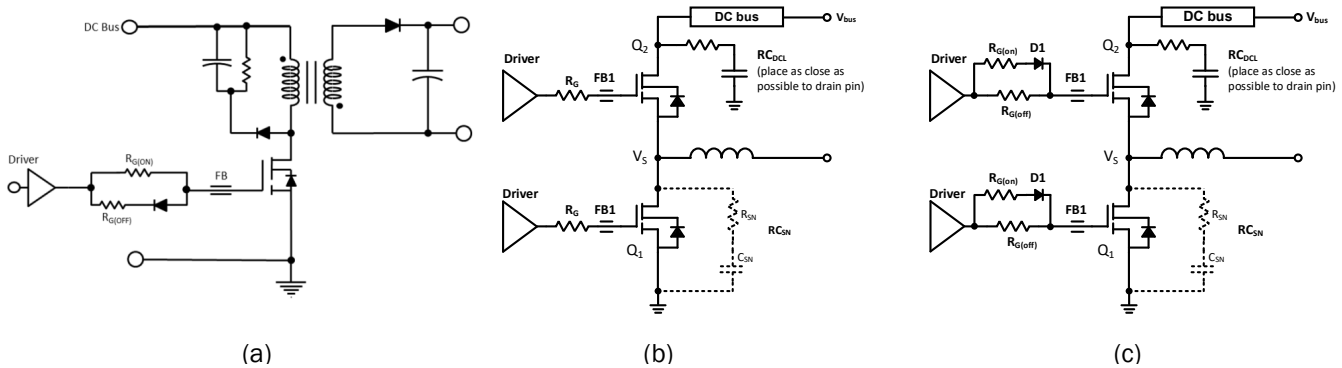 DC Bus
Driver
R_G(ON)
FB
R_G(OFF)
(a)
DC bus
V_bus
Q_2
RC_DCL
(place as close as
possible to drain pin)
Driver
R_G
FB1
V_S
Driver
R_G
FB1
R_SN
RC_SN
Q_1
C_SN
(b)
DC bus
V_bus
Q_2
RC_DCL
(place as close as
possible to drain pin)
Driver
R_G(on)
D1
FB1
R_G(off)
V_S
Driver
R_G(on)
D1
FB1
R_G(off)
R_SN
RC_SN
Q_1
C_SN
(c)